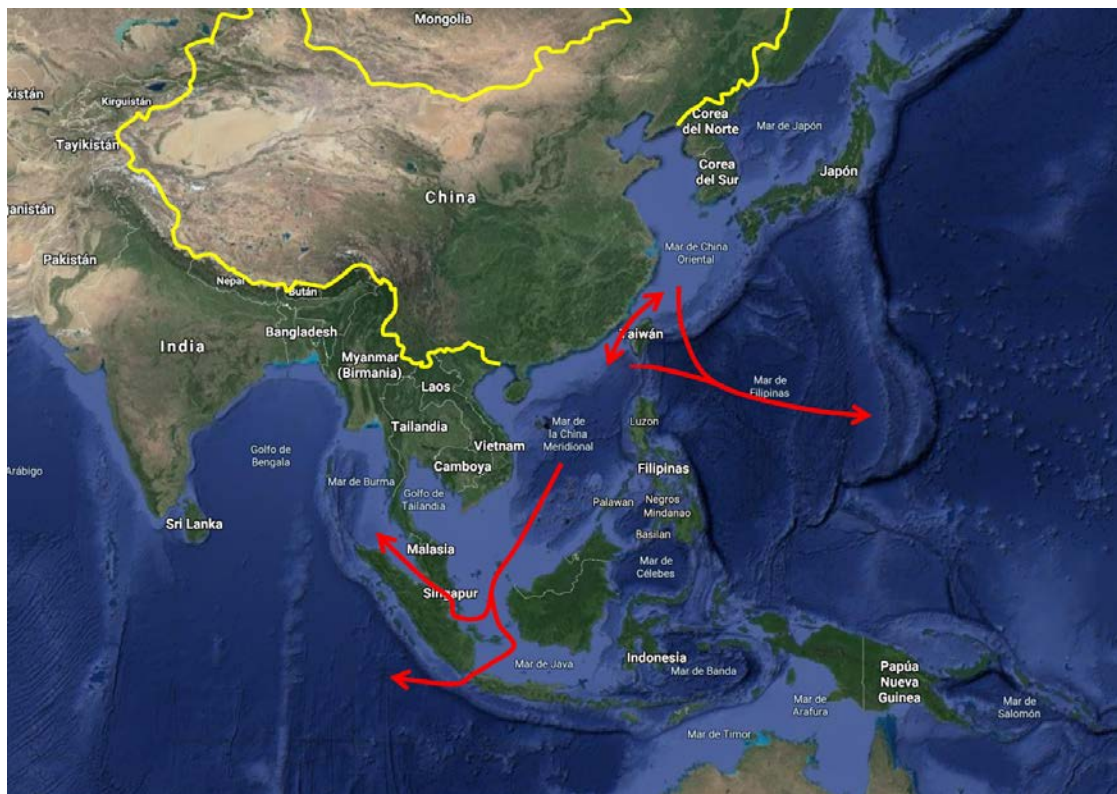 Mongolia
kistán
Kirguistán
Corea
del Norte
Mar de Japón
Tayikistán
Corea
del Sur
Japón
China
ganistán
Mar de China
Oriental
Pakistán
Nepal
Bután
Bangladesh
India
Taiwán
Myanmar
(Birmania)
Laos
Mar de
Filipinas
Mar de
la China
Meridional
Luzon
Tailandia
Vietnam
Golfo de
Bengala
Camboya
Filipinas
Arábigo
Mar de Burma
Golfo de
Tailandia
Palawan
Negros
Mindanao
Sri Lanka
Basilan
Malasia
Mar de
Célebes
Singapur
Mar de Java
Indonesia
Mar de Banda
Papúa
Nueva
Guinea
Mar de
Arafura
Mar de
Salomón
Mar de Timor